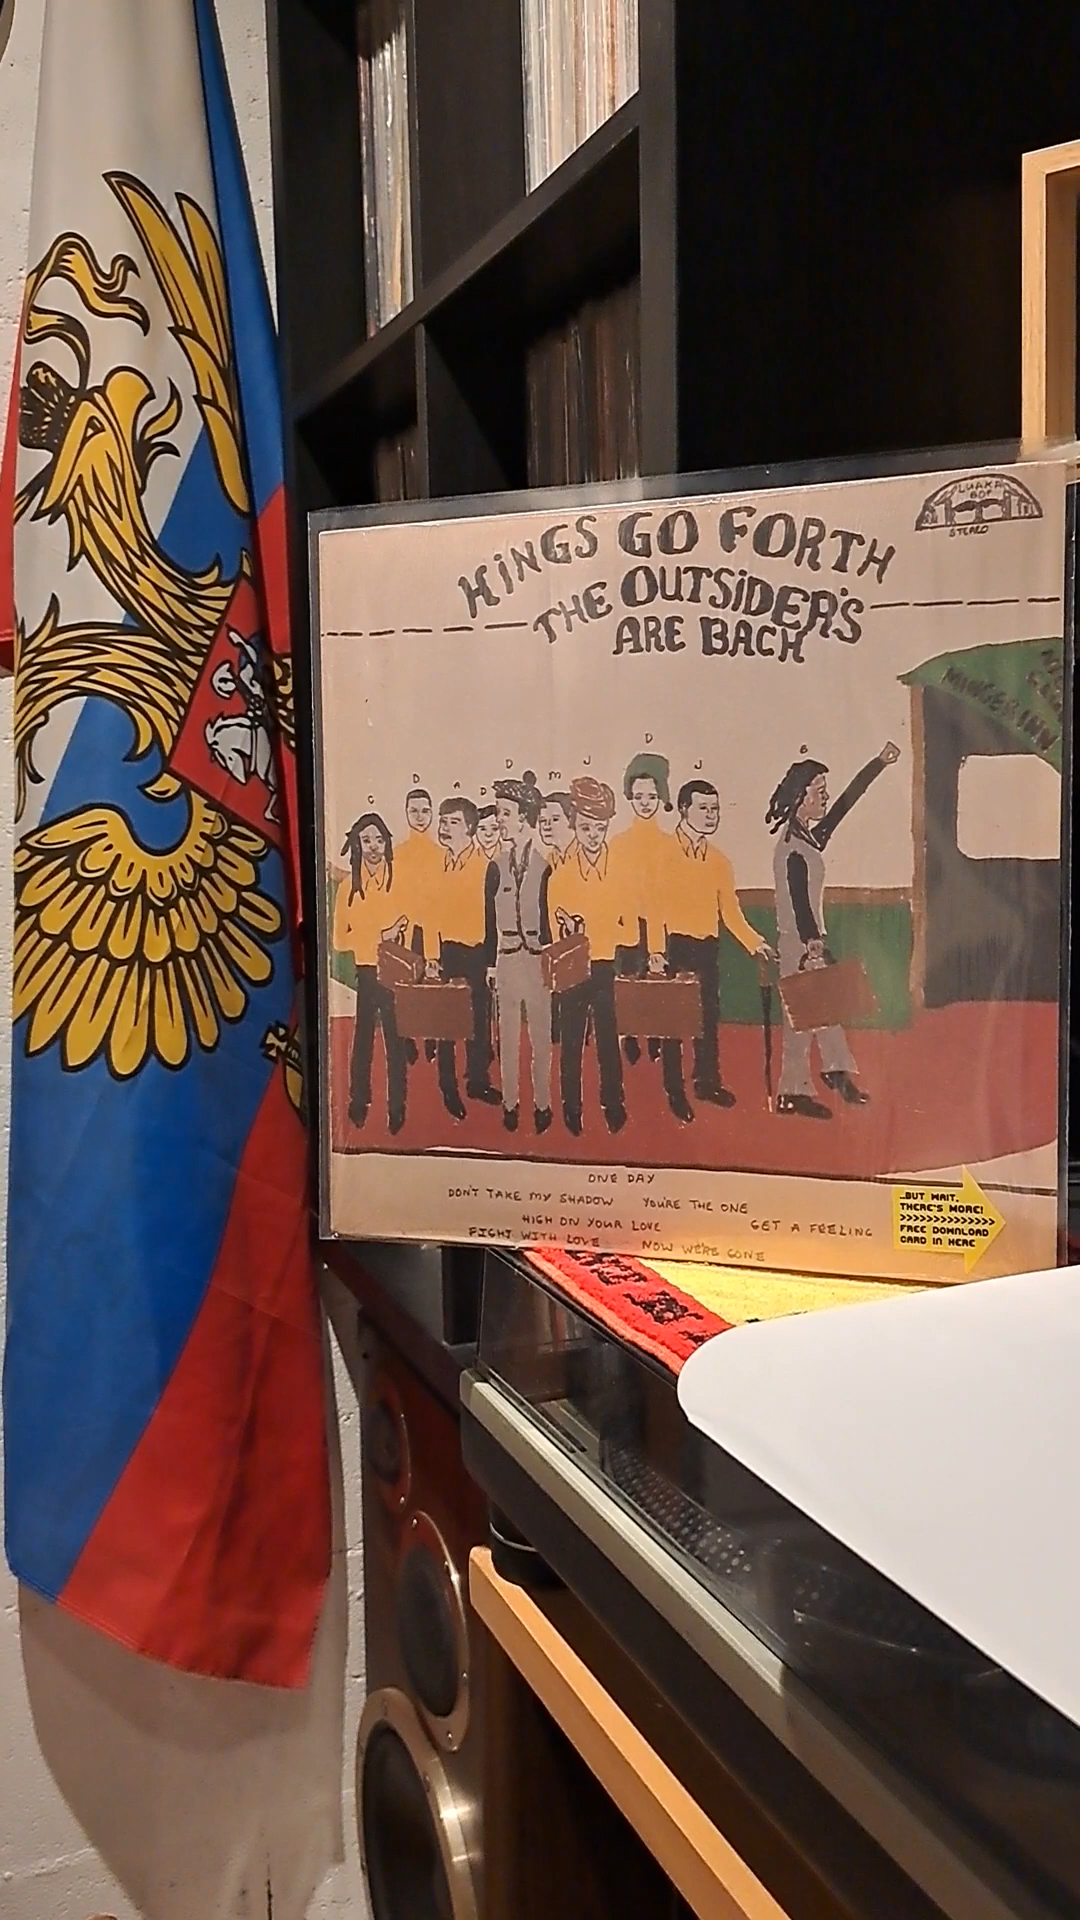 LUAKA
BOP
STEREO
KINGS GO FORTH
THE OUTSIDERS
ARE BACK
MINGERING
D
D
M
J
J
B
C
D
A
D
ONE DAY
DON'T TAKE MY SHADOW YOU'RE THE ONE
HIGH ON YOUR LOVE GET A FEELING
FIGHT WITH LOVE NOW WE'RE GONE
...BUT WAIT,
THERE'S MORE!
>>>>>>>>>>>>>>
FREE DOWNLOAD
CARD IN HERE